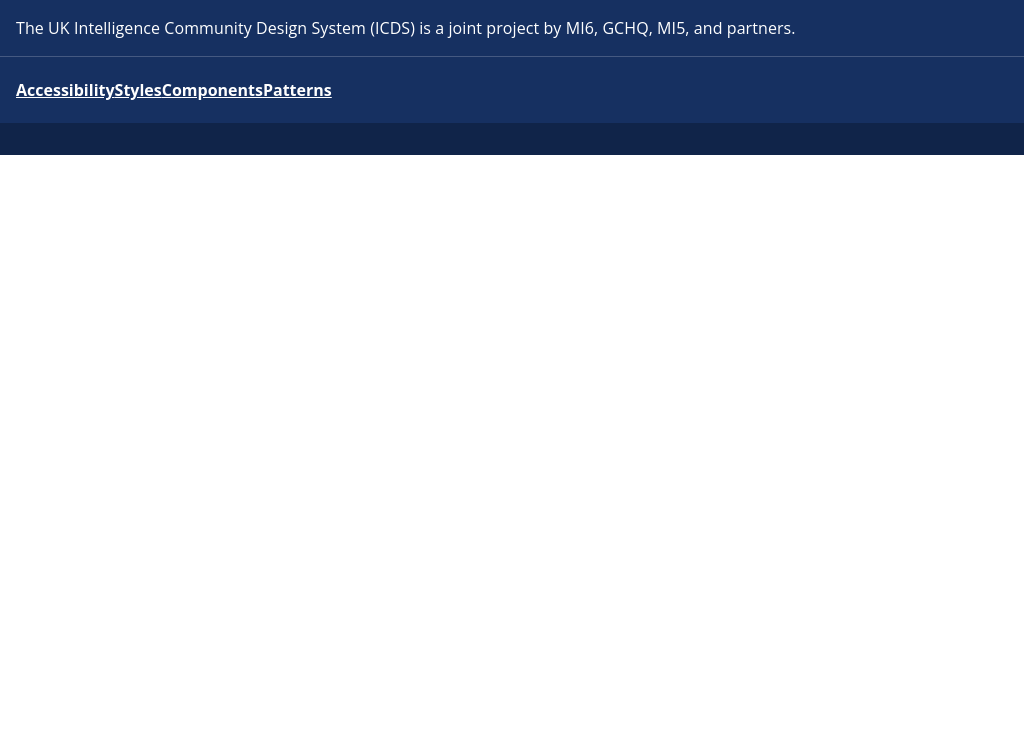 The UK Intelligence Community Design System (ICDS) is a joint project by MI6, GCHQ, MI5, and partners.
AccessibilityStylesComponentsPatterns